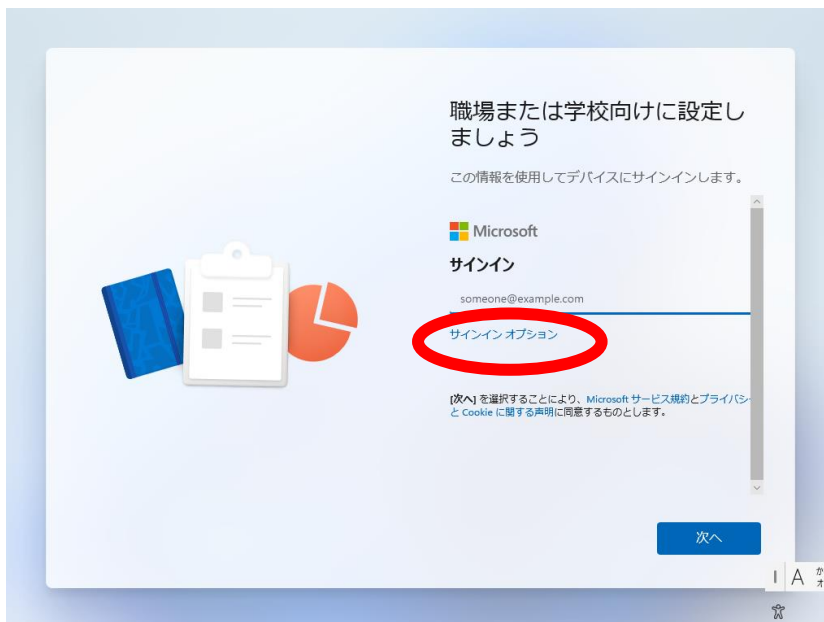 職場または学校向けに設定し
ましょう
この情報を使用してデバイスにサインインします。
Microsoft
サインイン
someone@example.com
サインイン オプション
[次へ] を選択することにより、Microsoft サービス規約とプライバシー
と Cookie に関する声明に同意するものとします。
次へ
A